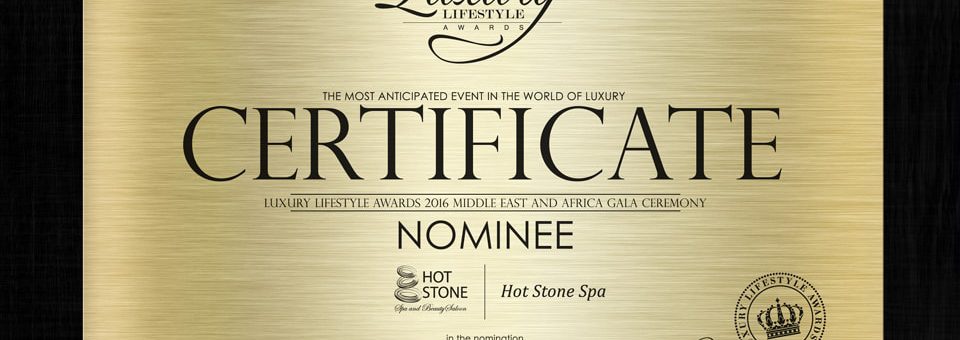 Luxury
LIFESTYLE
AWARDS
THE MOST ANTICIPATED EVENT IN THE WORLD OF LUXURY
CERTIFICATE
LUXURY LIFESTYLE AWARDS 2016 MIDDLE EAST AND AFRICA GALA CEREMONY
NOMINEE
HOT
STONE
Spa and Beauty Saloon
Hot Stone Spa
LUXURY LIFESTYLE AWARDS
in the nomination